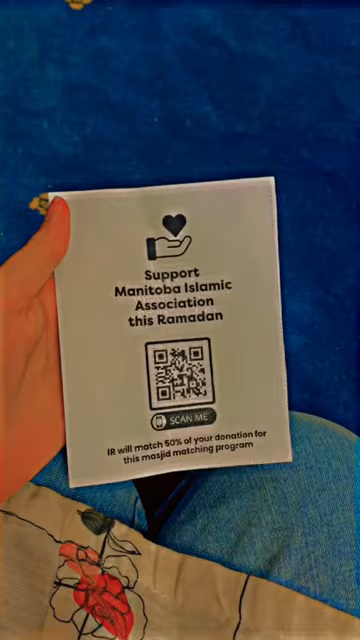 Support
Manitoba Islamic
Association
this Ramadan
SCAN ME
IR will match 50% of your donation for
this masjid matching program